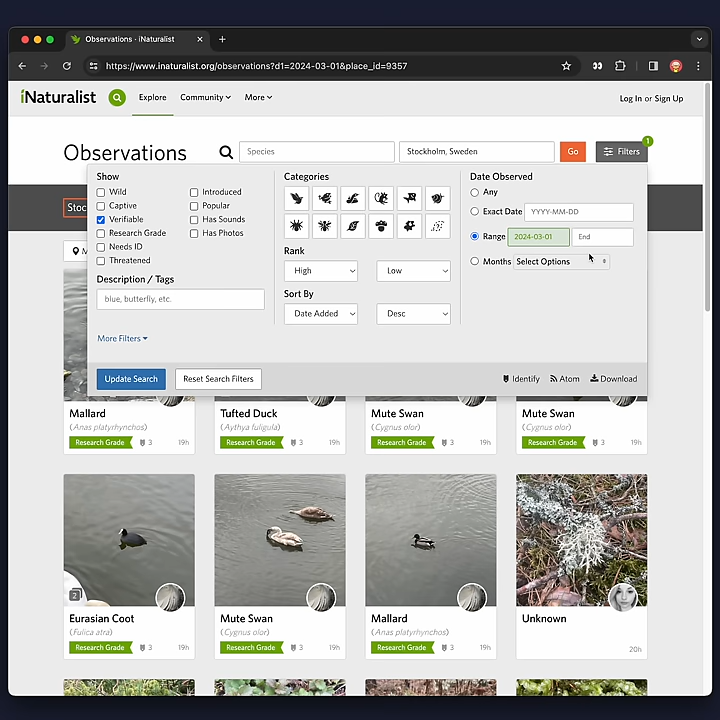 Observations · iNaturalist
https://www.inaturalist.org/observations?d1=2024-03-01&place_id=9357
iNaturalist
Explore
Community
More
Log In or Sign Up
Observations
Species
Stockholm, Sweden
Go
Filters
1
Stoc
M
Show
Wild
Captive
Verifiable
Research Grade
Needs ID
Threatened
Introduced
Popular
Has Sounds
Has Photos
Description / Tags
blue, butterfly, etc.
More Filters
Categories
Rank
High
Low
Sort By
Date Added
Desc
Date Observed
Any
Exact Date
YYYY-MM-DD
Range
2024-03-01
End
Months
Select Options
Update Search
Reset Search Filters
Identify
Atom
Download
Mallard
(Anas platyrhynchos)
Research Grade
3
19h
Tufted Duck
(Aythya fuligula)
Research Grade
3
19h
Mute Swan
(Cygnus olor)
Research Grade
3
19h
Mute Swan
(Cygnus olor)
Research Grade
3
19h
2
Eurasian Coot
(Fulica atra)
Research Grade
3
19h
Mute Swan
(Cygnus olor)
Research Grade
3
19h
Mallard
(Anas platyrhynchos)
Research Grade
3
19h
Unknown
20h